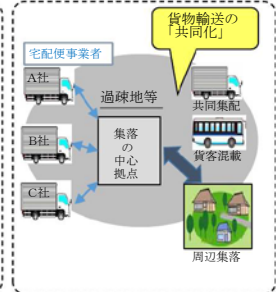 貨物輸送の
「共同化」
宅配便事業者
A社
過疎地等
共同集配
B社
集落
の
中心
拠点
貨客混載
C社
周辺集落